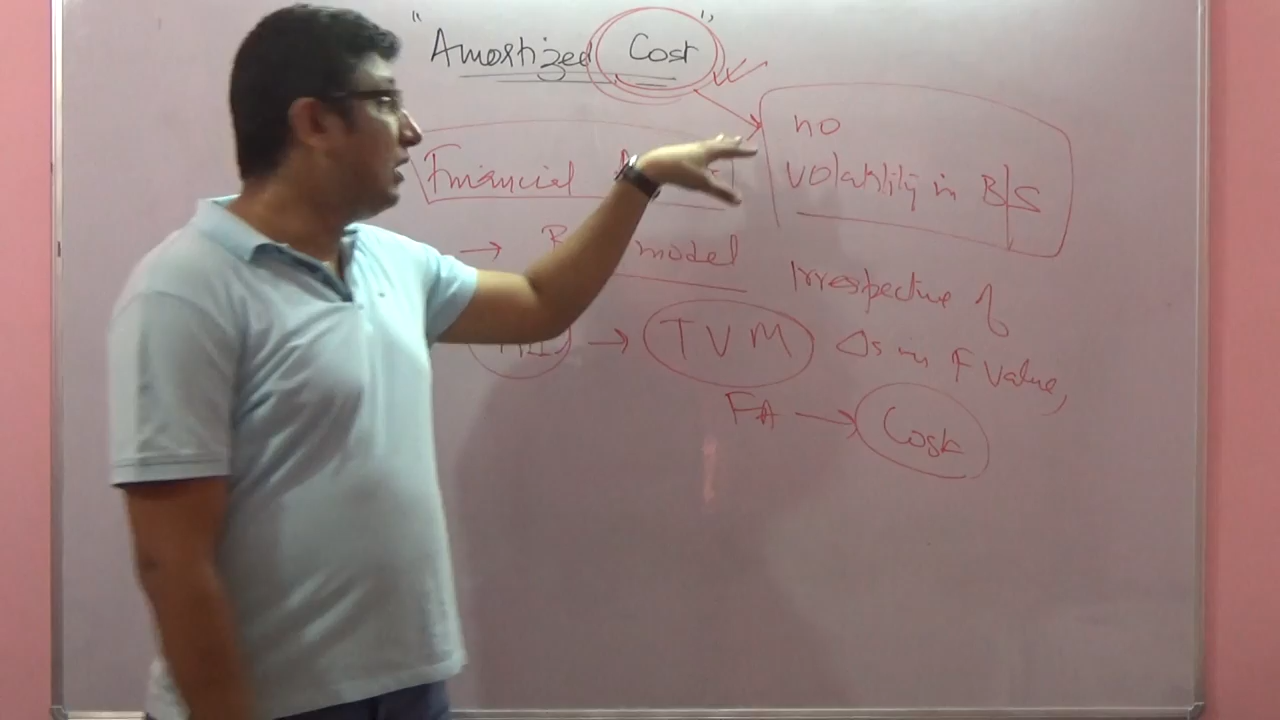 "Amortized Cost"
no
volatility in B/S
Financial
→ model
Irrespective of
→ TVM
Δs in F Value,
FA → Cost